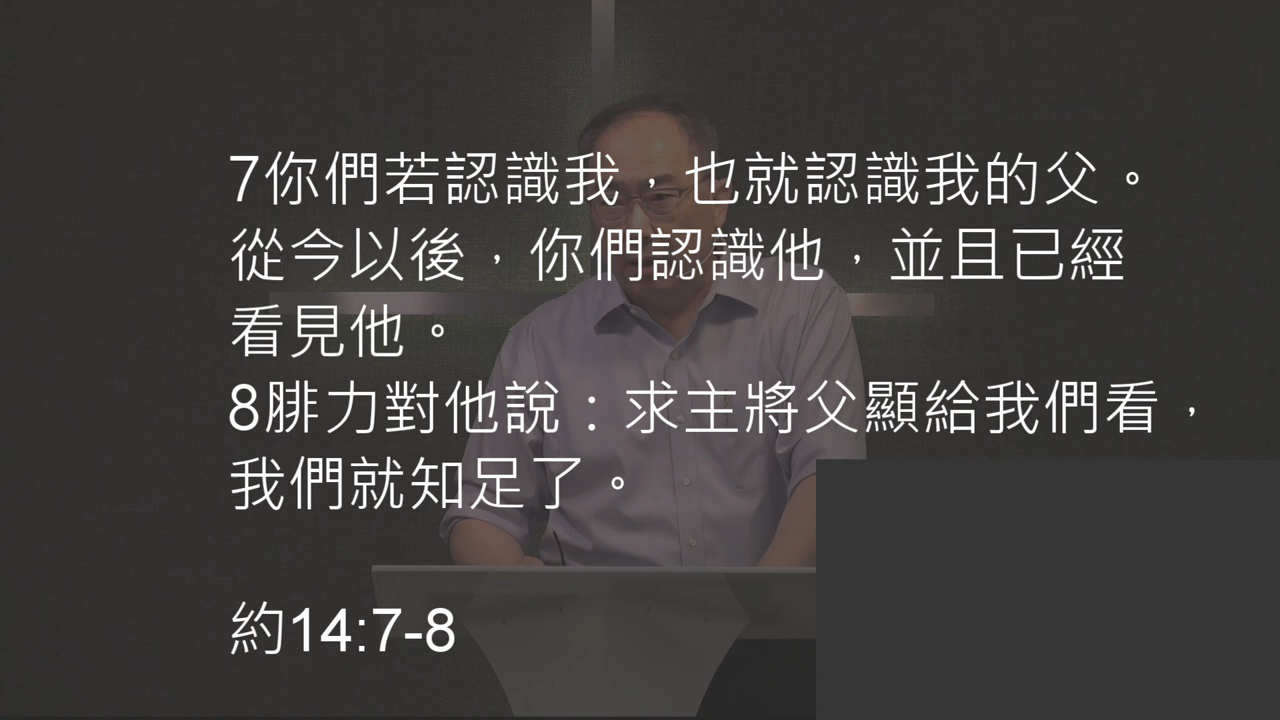 7你們若認識我，也就認識我的父。
從今以後，你們認識他，並且已經
看見他。
8腓力對他說：求主將父顯給我們看，
我們就知足了。
約14:7-8